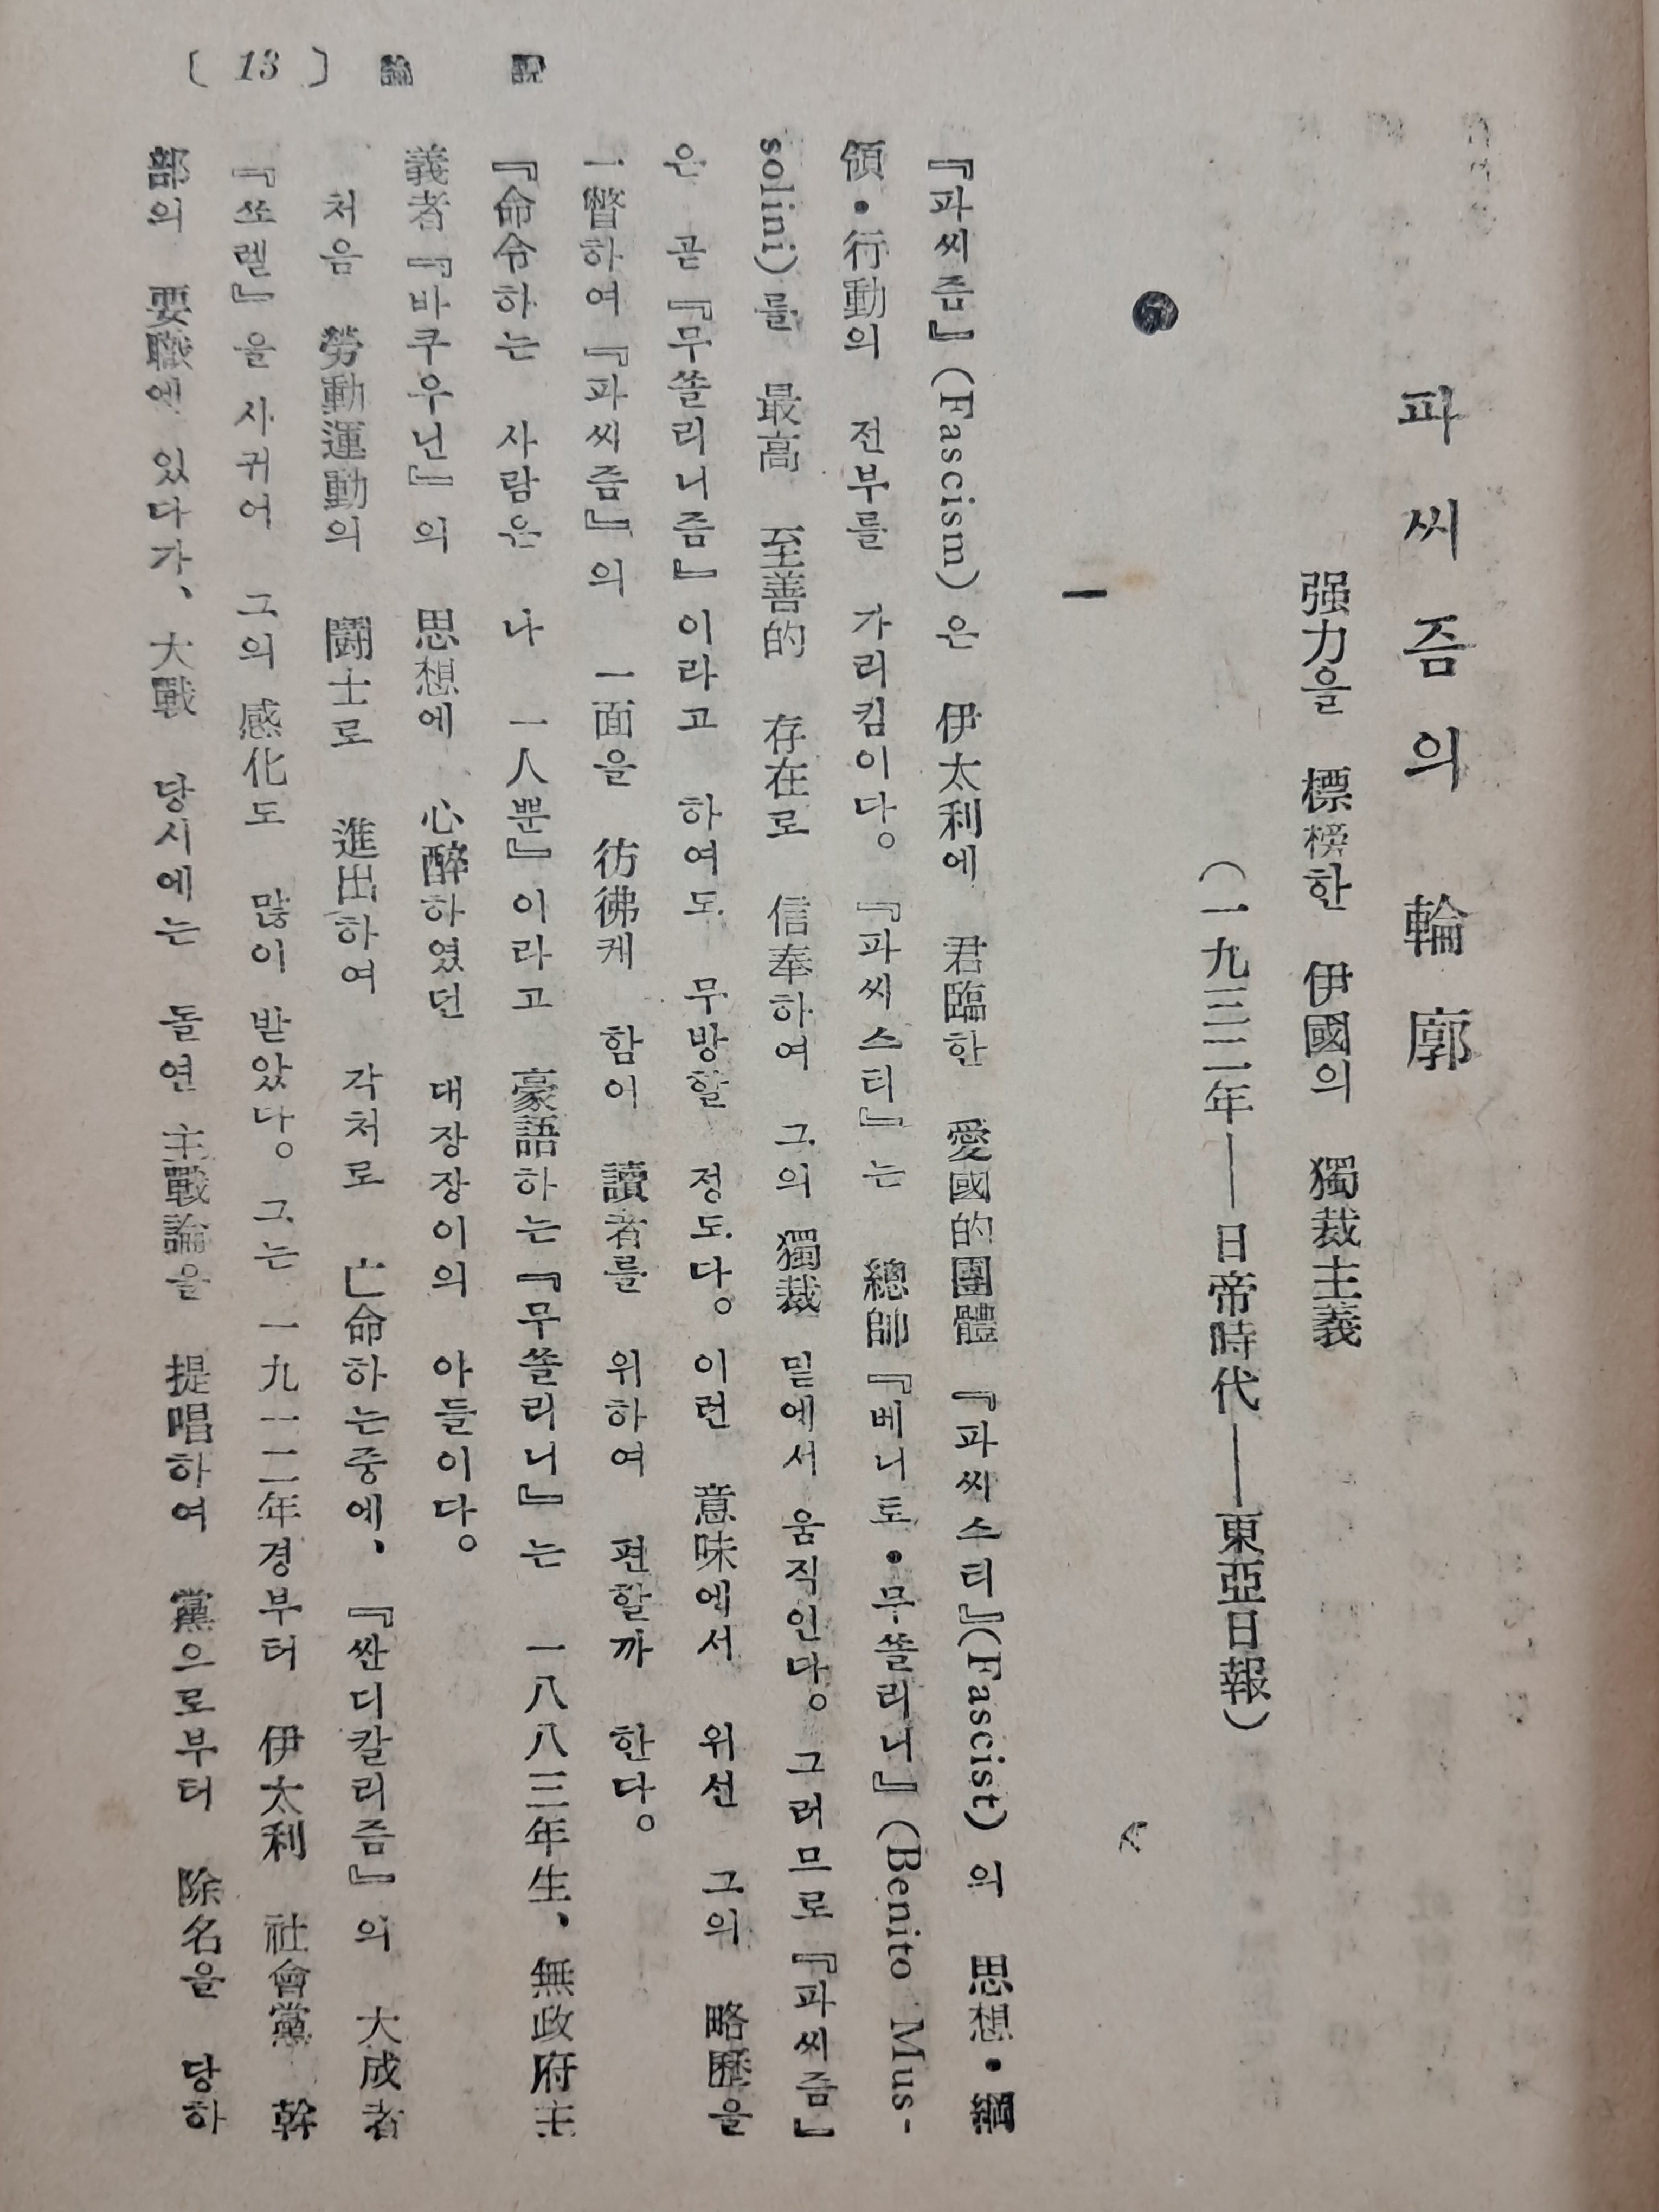 파씨즘의 輪廓
强力을 標榜한 伊國의 獨裁主義
(一九三二年——日帝時代——東亞日報)
一
『파씨즘』(Fascism)은 伊太利에 君臨한 愛國的團體 『파씨스티』(Fascist)의 思想•綱
領•行動의 전부를 가리킴이다。『파씨스티』는 總帥『베니토•무쏠리니』(Benito Mus-
solini)를 最高 至善的 存在로 信奉하여 그의 獨裁 밑에서 움직인다。그러므로『파씨즘』
은 곧『무쏠리니즘』이라고 하여도 무방할 정도다。이런 意味에서 위선 그의 略歷을
一瞥하여『파씨즘』의 一面을 彷彿케 함이 讀者를 위하여 편할까 한다。
『命令하는 사람은 나 一人뿐』이라고 豪語하는『무쏠리니』는 一八八三年生、無政府主
義者『바쿠우닌』의 思想에 心醉하였던 대장장이의 아들이다。
처음 勞動運動의 鬪士로 進出하여 각처로 亡命하는중에、『싼디칼리즘』의 大成者
『쏘렐』을 사귀어 그의 感化도 많이 받았다。그는 一九一二年경부터 伊太利 社會黨 幹
部의 要職에 있다가、大戰 당시에는 돌연 主戰論을 提唱하여 黨으로부터 除名을 당하
〔 13 〕 論 說